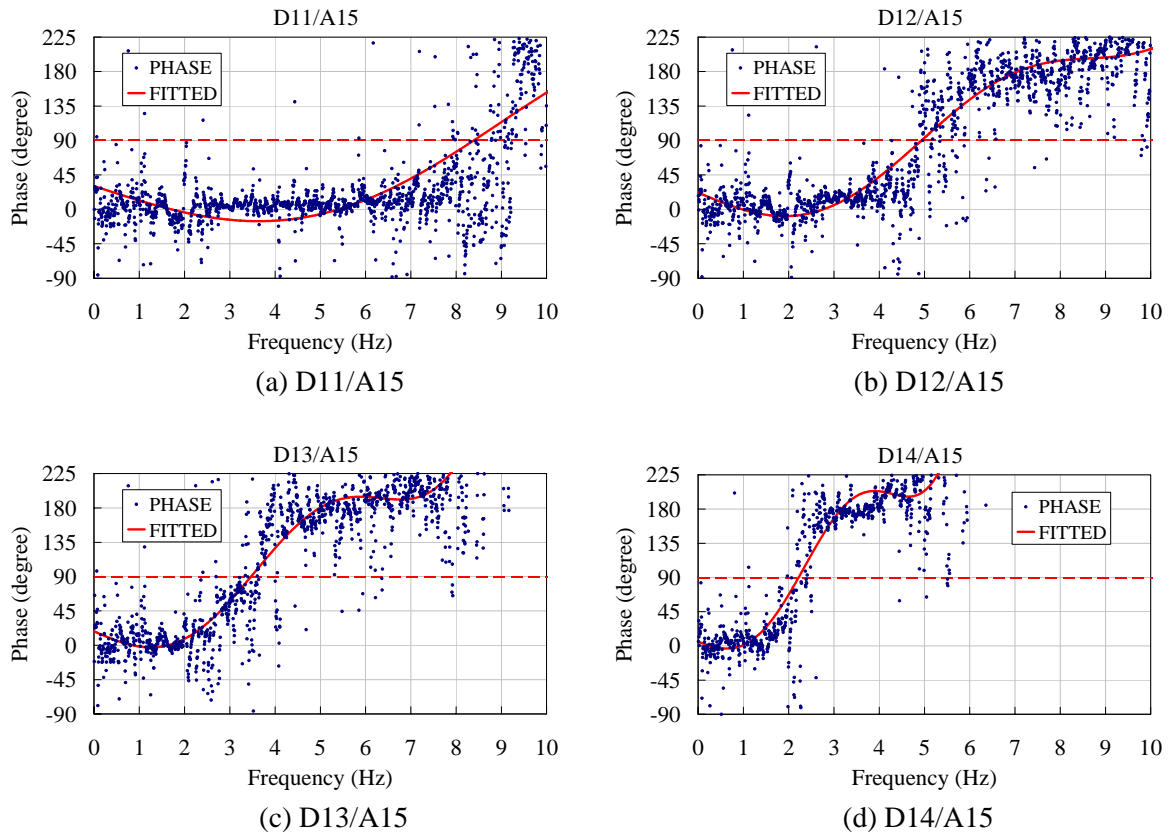 D11/A15
225
180
135
90
45
0
-45
-90
Phase (degree)
PHASE
FITTED
0 1 2 3 4 5 6 7 8 9 10
Frequency (Hz)
(a) D11/A15
D12/A15
225
180
135
90
45
0
-45
-90
Phase (degree)
PHASE
FITTED
0 1 2 3 4 5 6 7 8 9 10
Frequency (Hz)
(b) D12/A15
D13/A15
225
180
135
90
45
0
-45
-90
Phase (degree)
PHASE
FITTED
0 1 2 3 4 5 6 7 8 9 10
Frequency (Hz)
(c) D13/A15
D14/A15
225
180
135
90
45
0
-45
-90
Phase (degree)
PHASE
FITTED
0 1 2 3 4 5 6 7 8 9 10
Frequency (Hz)
(d) D14/A15